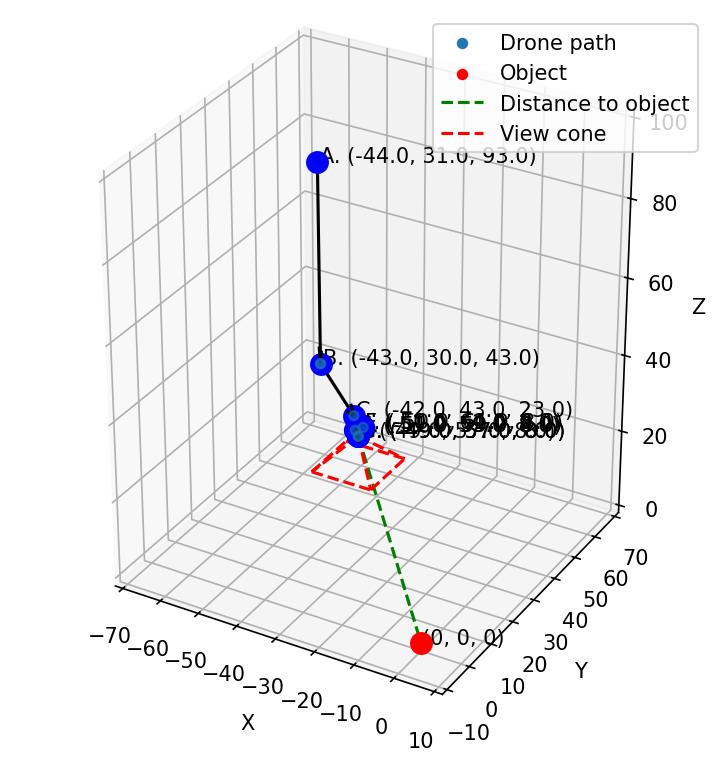 Drone path
Object
Distance to object
View cone
A. (-44.0, 31.0, 93.0)
B. (-43.0, 30.0, 43.0)
C. (-42.0, 43.0, 23.0)
(0, 0, 0)
100
80
60
40
20
0
Z
70
60
50
40
30
20
10
0
−10
Y
−70
−60
−50
−40
−30
−20
−10
0
10
X